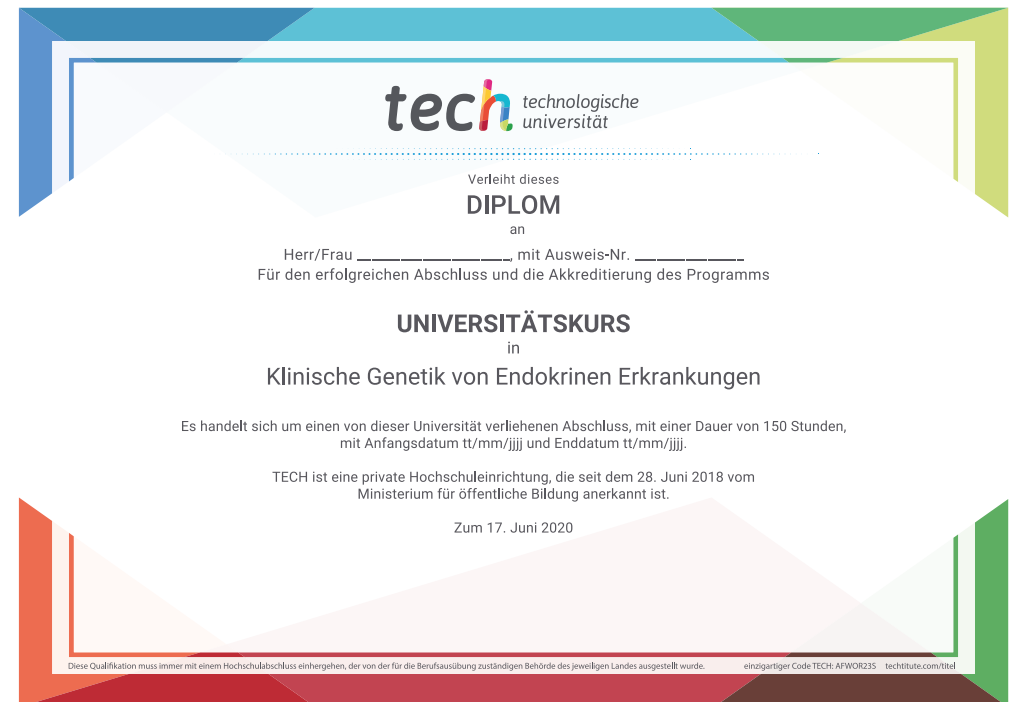 tech technologische
universität
Verleiht dieses
DIPLOM
an
Herr/Frau ____________________, mit Ausweis-Nr. ______________
Für den erfolgreichen Abschluss und die Akkreditierung des Programms
UNIVERSITÄTSKURS
in
Klinische Genetik von Endokrinen Erkrankungen
Es handelt sich um einen von dieser Universität verliehenen Abschluss, mit einer Dauer von 150 Stunden,
mit Anfangsdatum tt/mm/jjjj und Enddatum tt/mm/jjjj.
TECH ist eine private Hochschuleinrichtung, die seit dem 28. Juni 2018 vom
Ministerium für öffentliche Bildung anerkannt ist.
Zum 17. Juni 2020
Diese Qualifikation muss immer mit einem Hochschulabschluss einhergehen, der von der für die Berufsausübung zuständigen Behörde des jeweiligen Landes ausgestellt wurde. einzigartiger Code TECH: AFWOR23S techtitute.com/titel